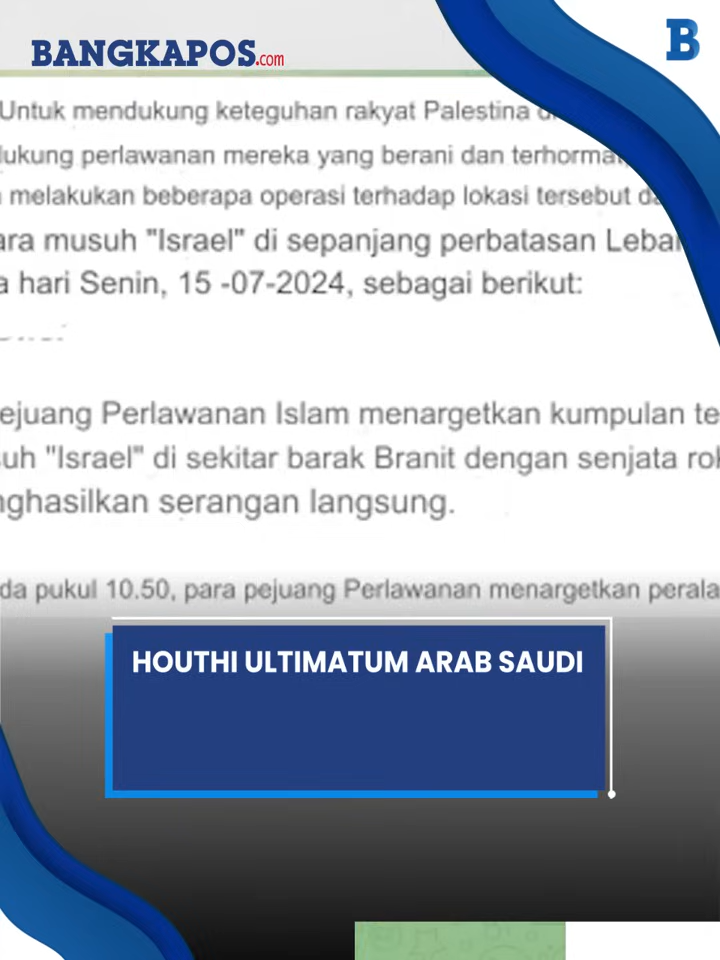 BANGKAPOS.com
B
Untuk mendukung keteguhan rakyat Palestina
dukung perlawanan mereka yang berani dan terhormat
melakukan beberapa operasi terhadap lokasi tersebut
ara musuh "Israel" di sepanjang perbatasan Leba
a hari Senin, 15 -07-2024, sebagai berikut:
ejuang Perlawanan Islam menargetkan kumpulan te
suh "Israel" di sekitar barak Branit dengan senjata rok
nghasilkan serangan langsung.
da pukul 10.50, para pejuang Perlawanan menargetkan perala
HOUTHI ULTIMATUM ARAB SAUDI